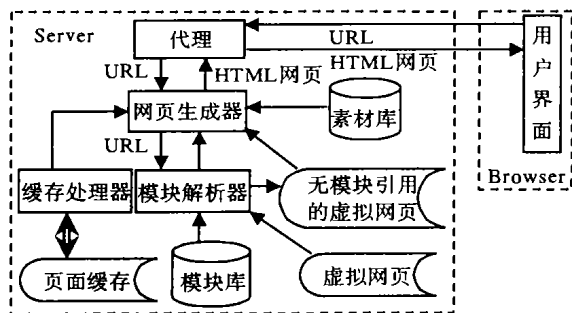 Server
代理
URL
用户界面
URL
HTML网页
HTML网页
网页生成器
素材库
URL
Browser
缓存处理器
模块解析器
无模块引用
的虚拟网页
页面缓存
模块库
虚拟网页